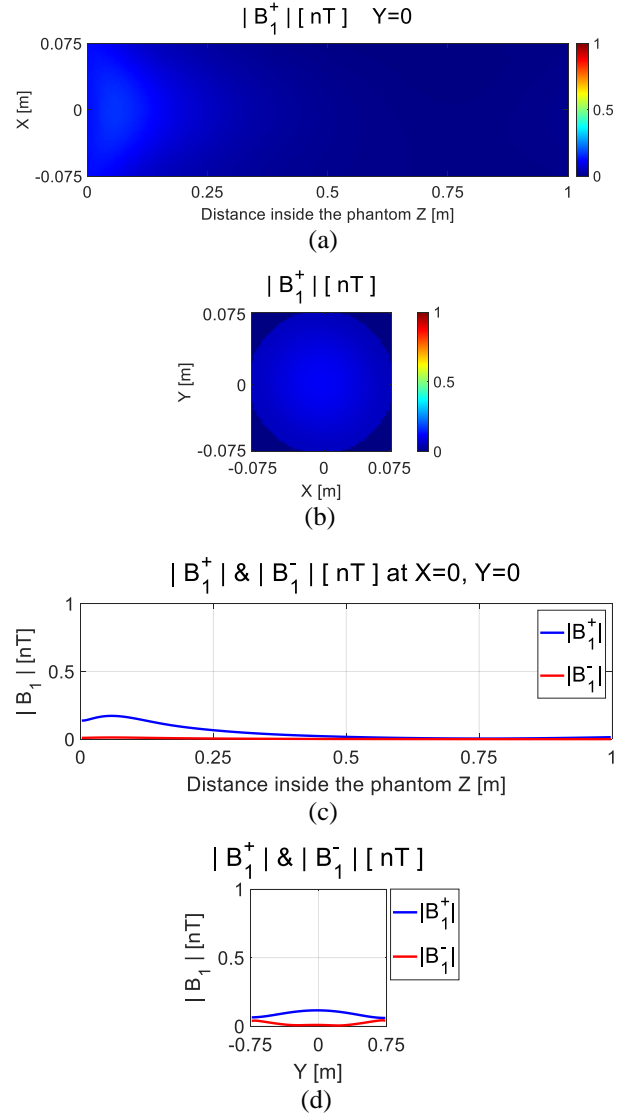 | B₁⁺ | [ nT ] Y=0
0.075
0
-0.075
X [m]
0 0.25 0.5 0.75 1
Distance inside the phantom Z [m]
1
0.5
0
(a)
| B₁⁺ | [ nT ]
0.075
0
-0.075
Y [m]
-0.075 0 0.075
X [m]
1
0.5
0
(b)
| B₁⁺ | & | B₁⁻ | [ nT ] at X=0, Y=0
1
0.5
0
| B₁ | [nT]
|B₁⁺|
|B₁⁻|
0 0.25 0.5 0.75 1
Distance inside the phantom Z [m]
(c)
| B₁⁺ | & | B₁⁻ | [ nT ]
1
0.5
0
| B₁ | [nT]
|B₁⁺|
|B₁⁻|
-0.75 0 0.75
Y [m]
(d)